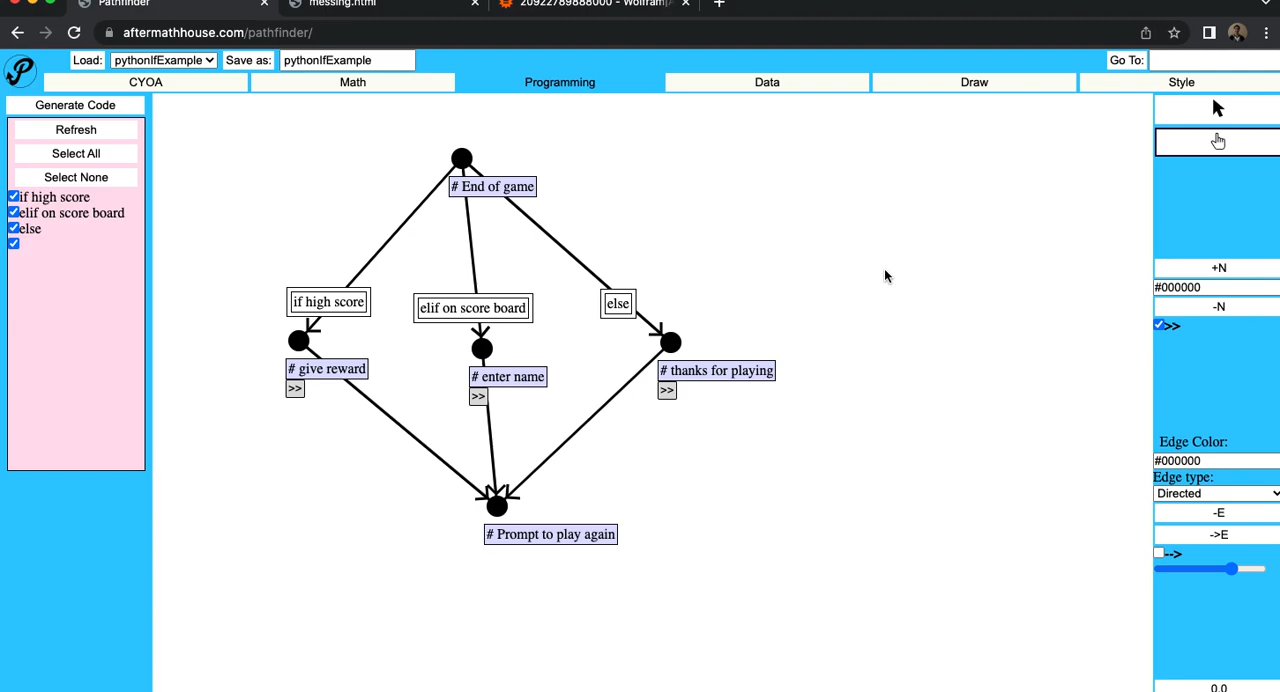 Pathfinder
messing.html
20922789888000 - Wolfram|A
aftermathhouse.com/pathfinder/
Load: pythonIfExample Save as: pythonIfExample Go To:
CYOA Math Programming Data Draw Style
Generate Code
Refresh
Select All
Select None
if high score
elif on score board
else
# End of game
if high score
elif on score board
else
# give reward
>>
# enter name
>>
# thanks for playing
>>
# Prompt to play again
+N
#000000
-N
>>
Edge Color:
#000000
Edge type:
Directed
-E
->E
-->
0.0